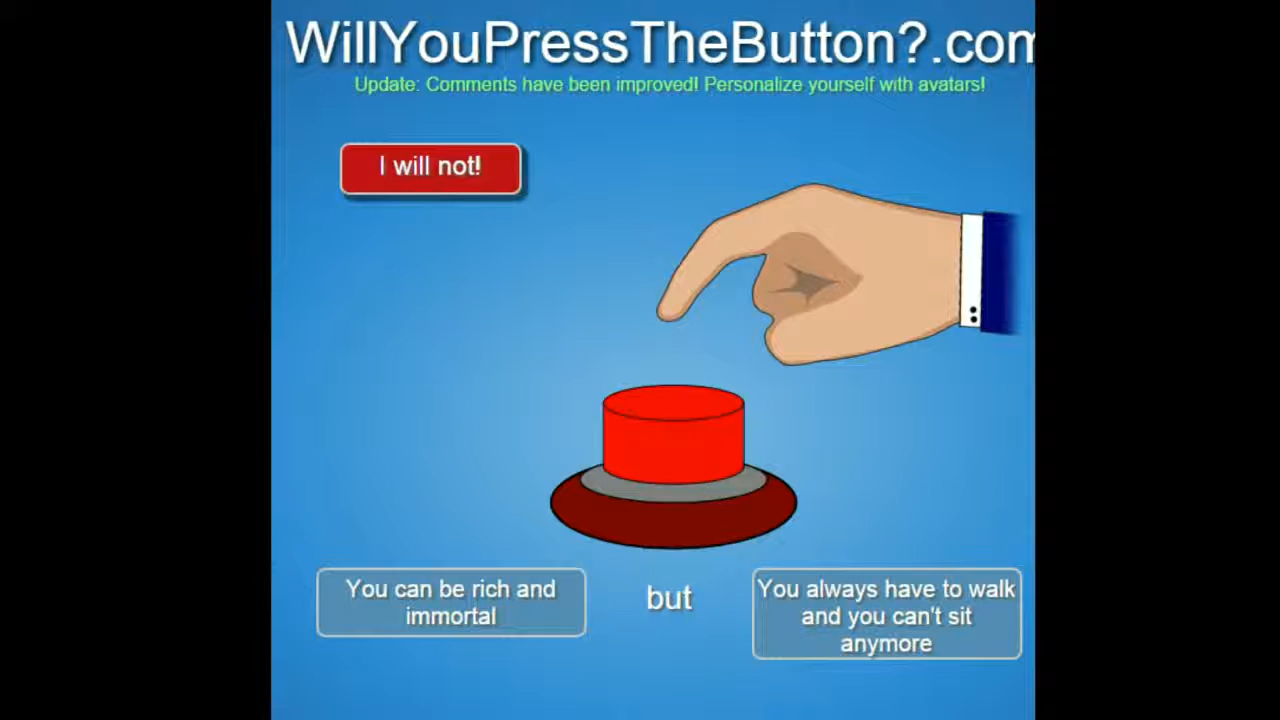 WillYouPressTheButton?.com
Update: Comments have been improved! Personalize yourself with avatars!
I will not!
You can be rich and
immortal
but
You always have to walk
and you can't sit
anymore